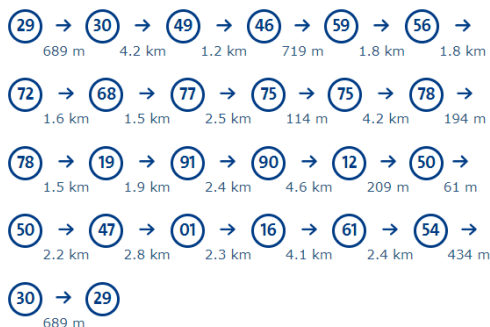 29 → 30 → 49 → 46 → 59 → 56 →
689 m 4.2 km 1.2 km 719 m 1.8 km 1.8 km
72 → 68 → 77 → 75 → 75 → 78 →
1.6 km 1.5 km 2.5 km 114 m 4.2 km 194 m
78 → 19 → 91 → 90 → 12 → 50 →
1.5 km 1.9 km 2.4 km 4.6 km 209 m 61 m
50 → 47 → 01 → 16 → 61 → 54 →
2.2 km 2.8 km 2.3 km 4.1 km 2.4 km 434 m
30 → 29
689 m